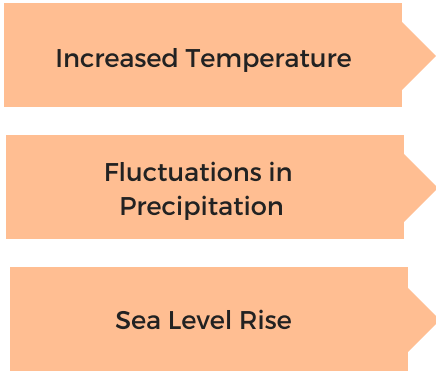 Increased Temperature
Fluctuations in
Precipitation
Sea Level Rise